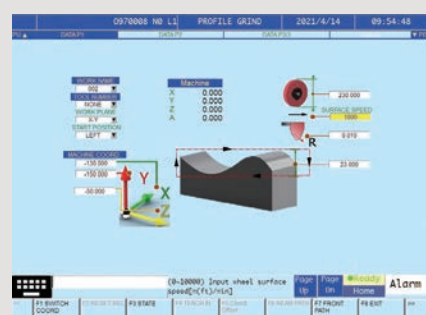 O970008 N0 L1 PROFILE GRIND 2021/4/14 09:54:48
WORK NAME
002
TOOL NUMBER
NONE
WORK PLANE
X,Y
START POSITION
LEFT
Machine
X 0.000
Y 0.000
Z 0.000
A 0.000
230.000
SURFACE SPEED
1800
R
0.010
23.000
MACHINE COORD
-130.000
-150.000
-50.000
Y
X
Z
(0~10000) Input wheel surface
speed[m(ft)/min]
Page Up
Page Dn
Ready
Home
Alarm
F1 SWITCH COORD
F3 STATE
F7 FRONT PATH
F8 EXIT
>>